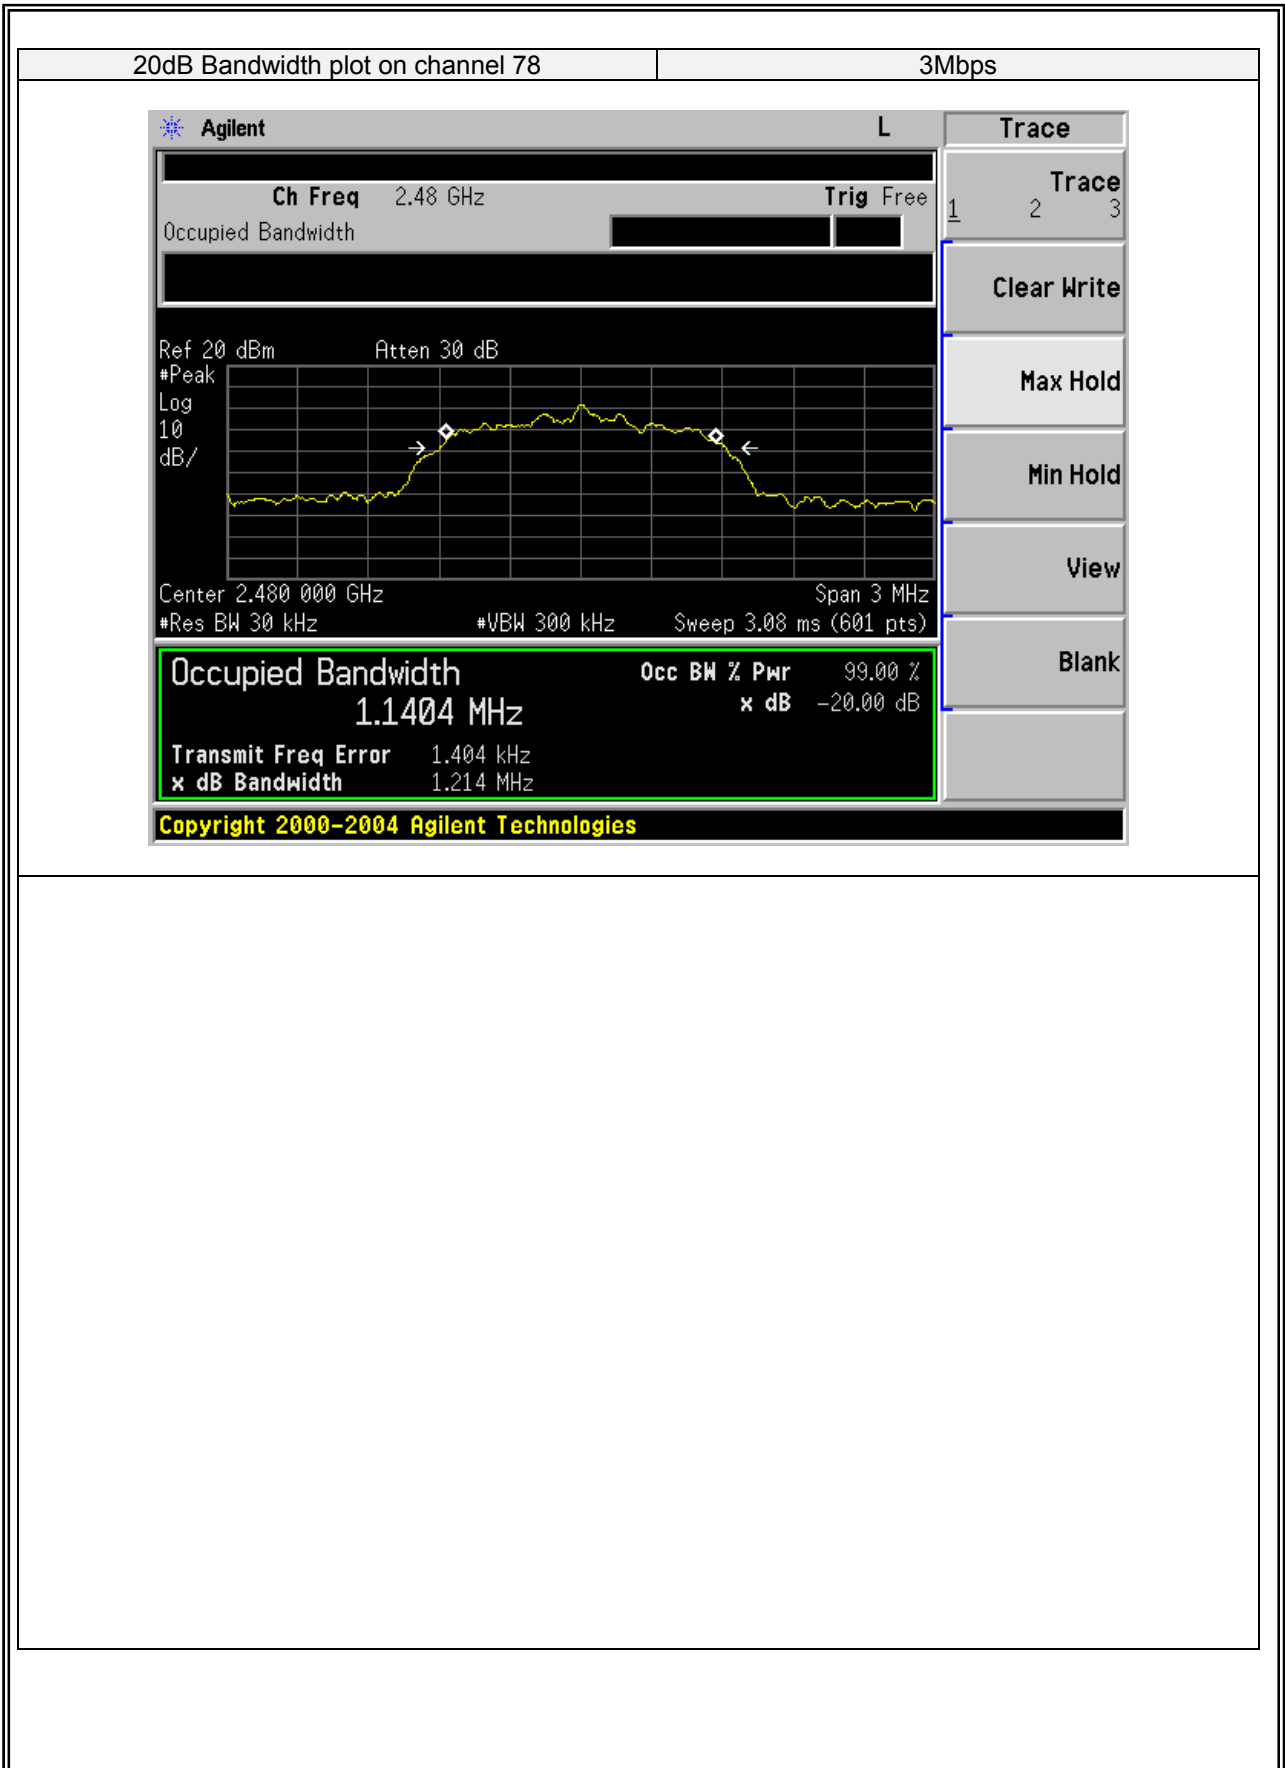 20dB Bandwidth plot on channel 78 3Mbps
Agilent L Trace
Ch Freq 2.48 GHz Trig Free
Occupied Bandwidth
Trace
1 2 3
Clear Write
Max Hold
Min Hold
View
Blank
Ref 20 dBm Atten 30 dB
#Peak
Log
10
dB/
Center 2.480 000 GHz Span 3 MHz
#Res BW 30 kHz #VBW 300 kHz Sweep 3.08 ms (601 pts)
Occupied Bandwidth Occ BW % Pwr 99.00 %
1.1404 MHz x dB -20.00 dB
Transmit Freq Error 1.404 kHz
x dB Bandwidth 1.214 MHz
Copyright 2000-2004 Agilent Technologies